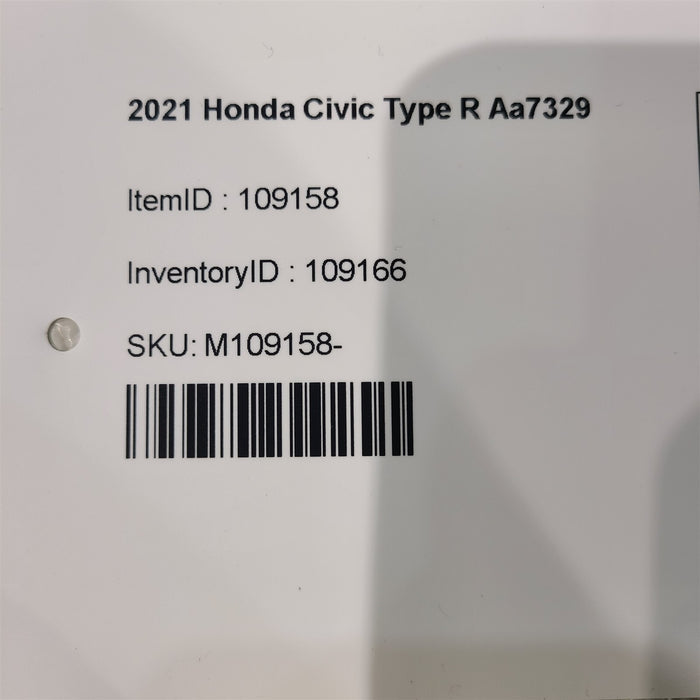 2021 Honda Civic Type R Aa7329
ItemID : 109158
InventoryID : 109166
SKU: M109158-